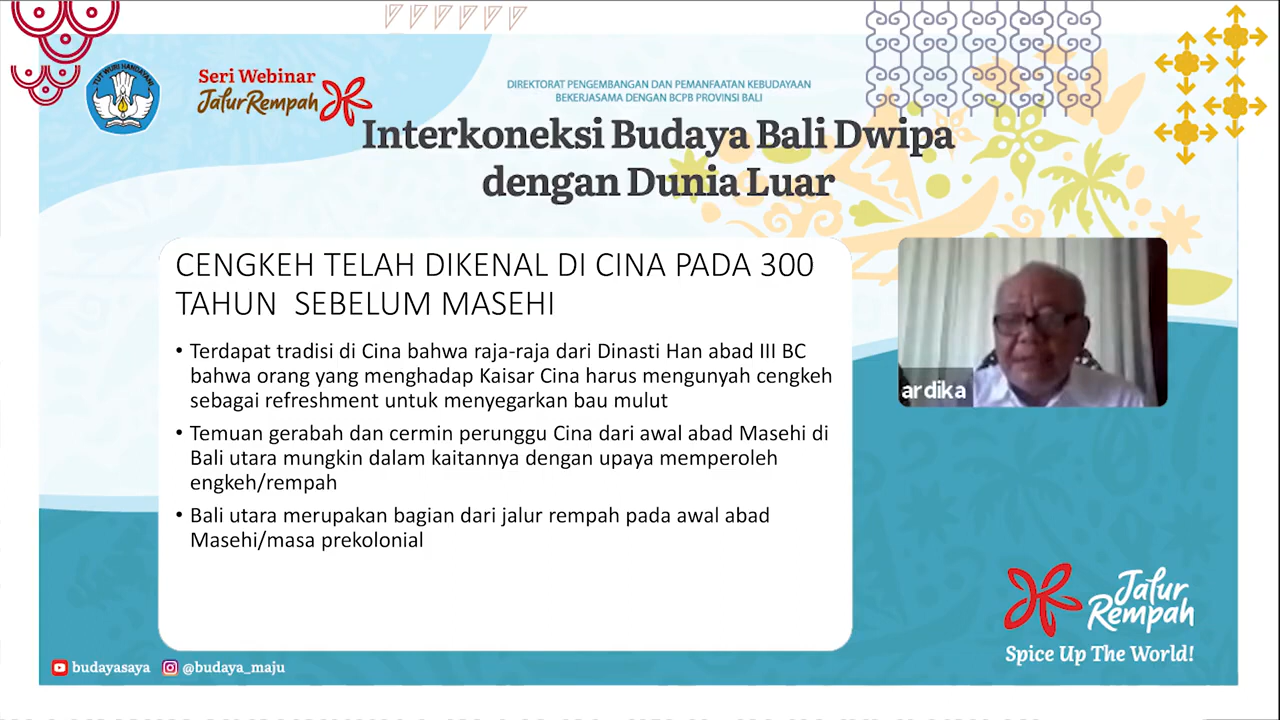 TUT WURI HANDAYANI
Seri Webinar
Jalur Rempah
DIREKTORAT PENGEMBANGAN DAN PEMANFAATAN KEBUDAYAAN
BEKERJASAMA DENGAN BCPB PROVINSI BALI
Interkoneksi Budaya Bali Dwipa
dengan Dunia Luar
CENGKEH TELAH DIKENAL DI CINA PADA 300
TAHUN SEBELUM MASEHI
• Terdapat tradisi di Cina bahwa raja-raja dari Dinasti Han abad III BC
bahwa orang yang menghadap Kaisar Cina harus mengunyah cengkeh
sebagai refreshment untuk menyegarkan bau mulut
• Temuan gerabah dan cermin perunggu Cina dari awal abad Masehi di
Bali utara mungkin dalam kaitannya dengan upaya memperoleh
engkeh/rempah
• Bali utara merupakan bagian dari jalur rempah pada awal abad
Masehi/masa prekolonial
ardika
Jalur
Rempah
Spice Up The World!
budayasaya @budaya_maju